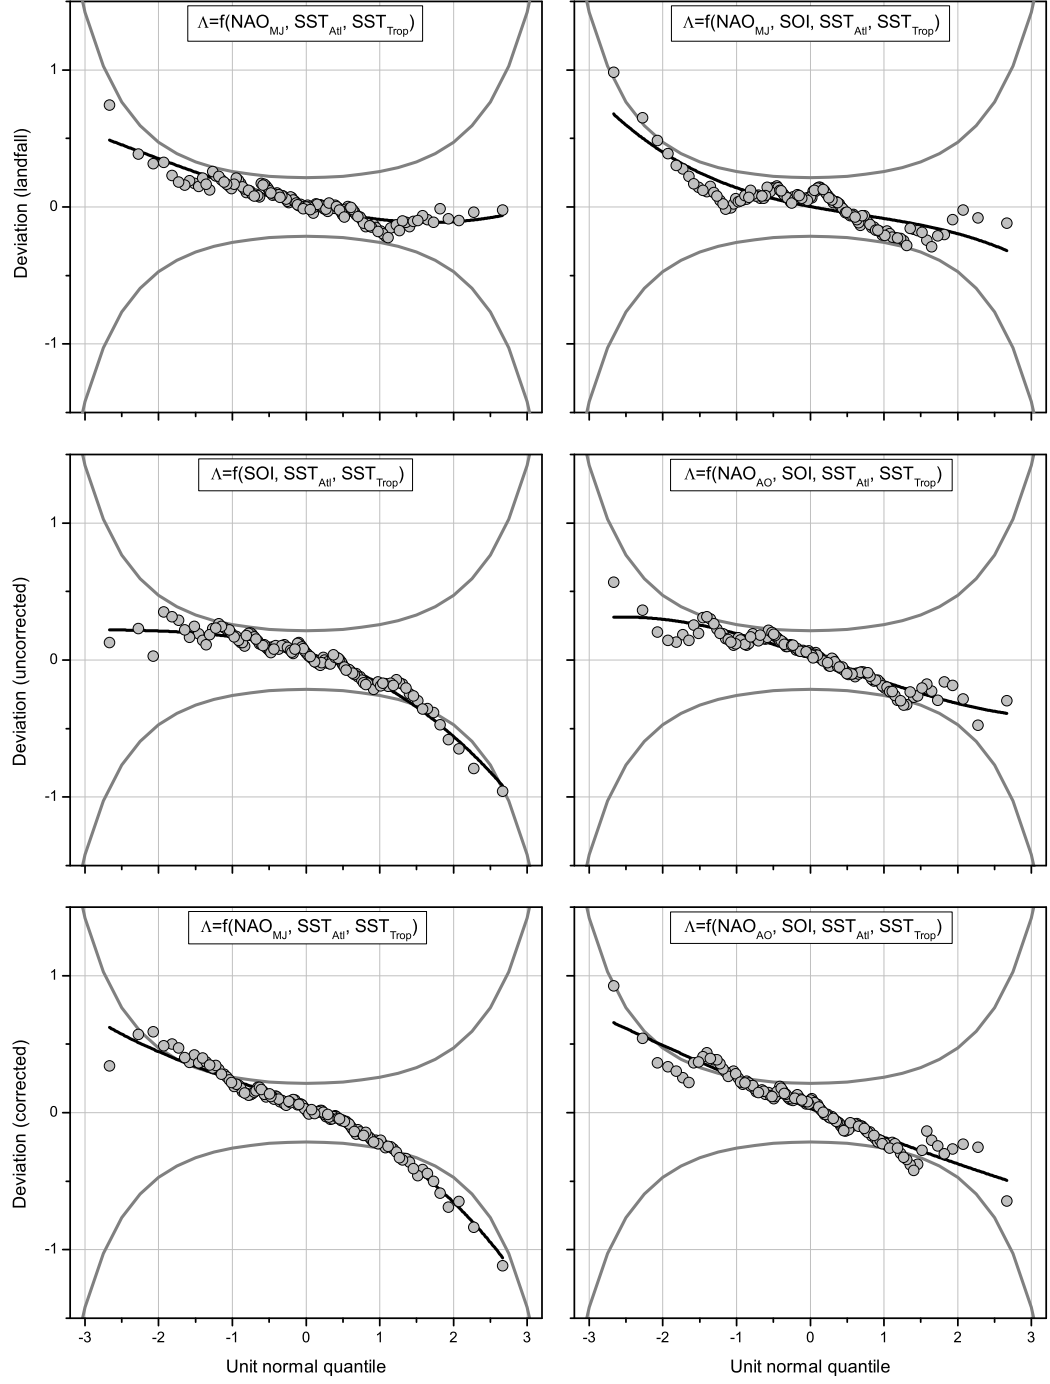 Λ=f(NAO_MJ, SST_Atl, SST_Trop)
Λ=f(NAO_MJ, SOI, SST_Atl, SST_Trop)
1
0
-1
Deviation (landfall)
Λ=f(SOI, SST_Atl, SST_Trop)
Λ=f(NAO_AO, SOI, SST_Atl, SST_Trop)
1
0
-1
Deviation (uncorrected)
Λ=f(NAO_MJ, SST_Atl, SST_Trop)
Λ=f(NAO_AO, SOI, SST_Atl, SST_Trop)
1
0
-1
Deviation (corrected)
-3 -2 -1 0 1 2 3
-3 -2 -1 0 1 2 3
Unit normal quantile
Unit normal quantile